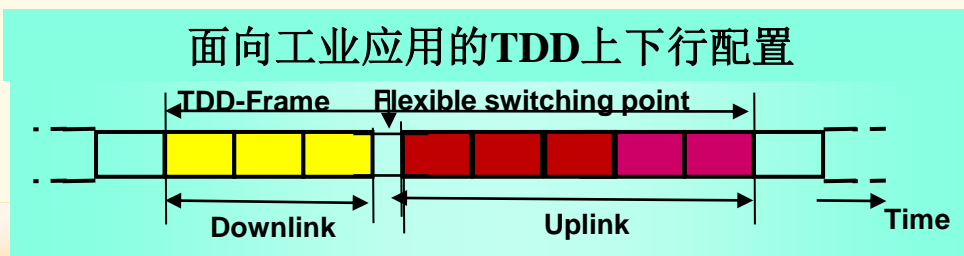 面向工业应用的TDD上下行配置
TDD-Frame Flexible switching point
Downlink Uplink Time